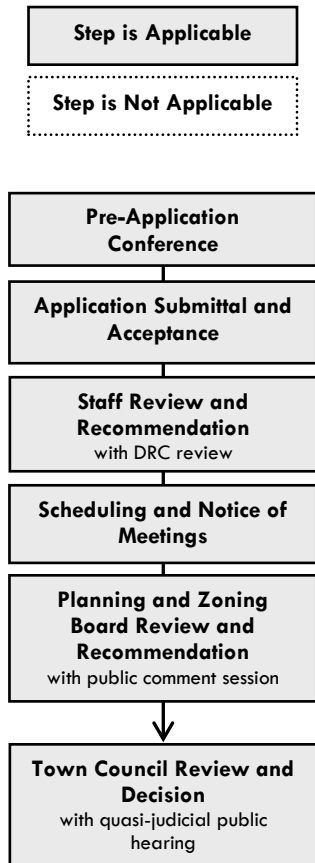 Step is Applicable
Step is Not Applicable
Pre-Application
Conference
Application Submittal and
Acceptance
Staff Review and
Recommendation
with DRC review
Scheduling and Notice of
Meetings
Planning and Zoning
Board Review and
Recommendation
with public comment session
Town Council Review and
Decision
with quasi-judicial public
hearing